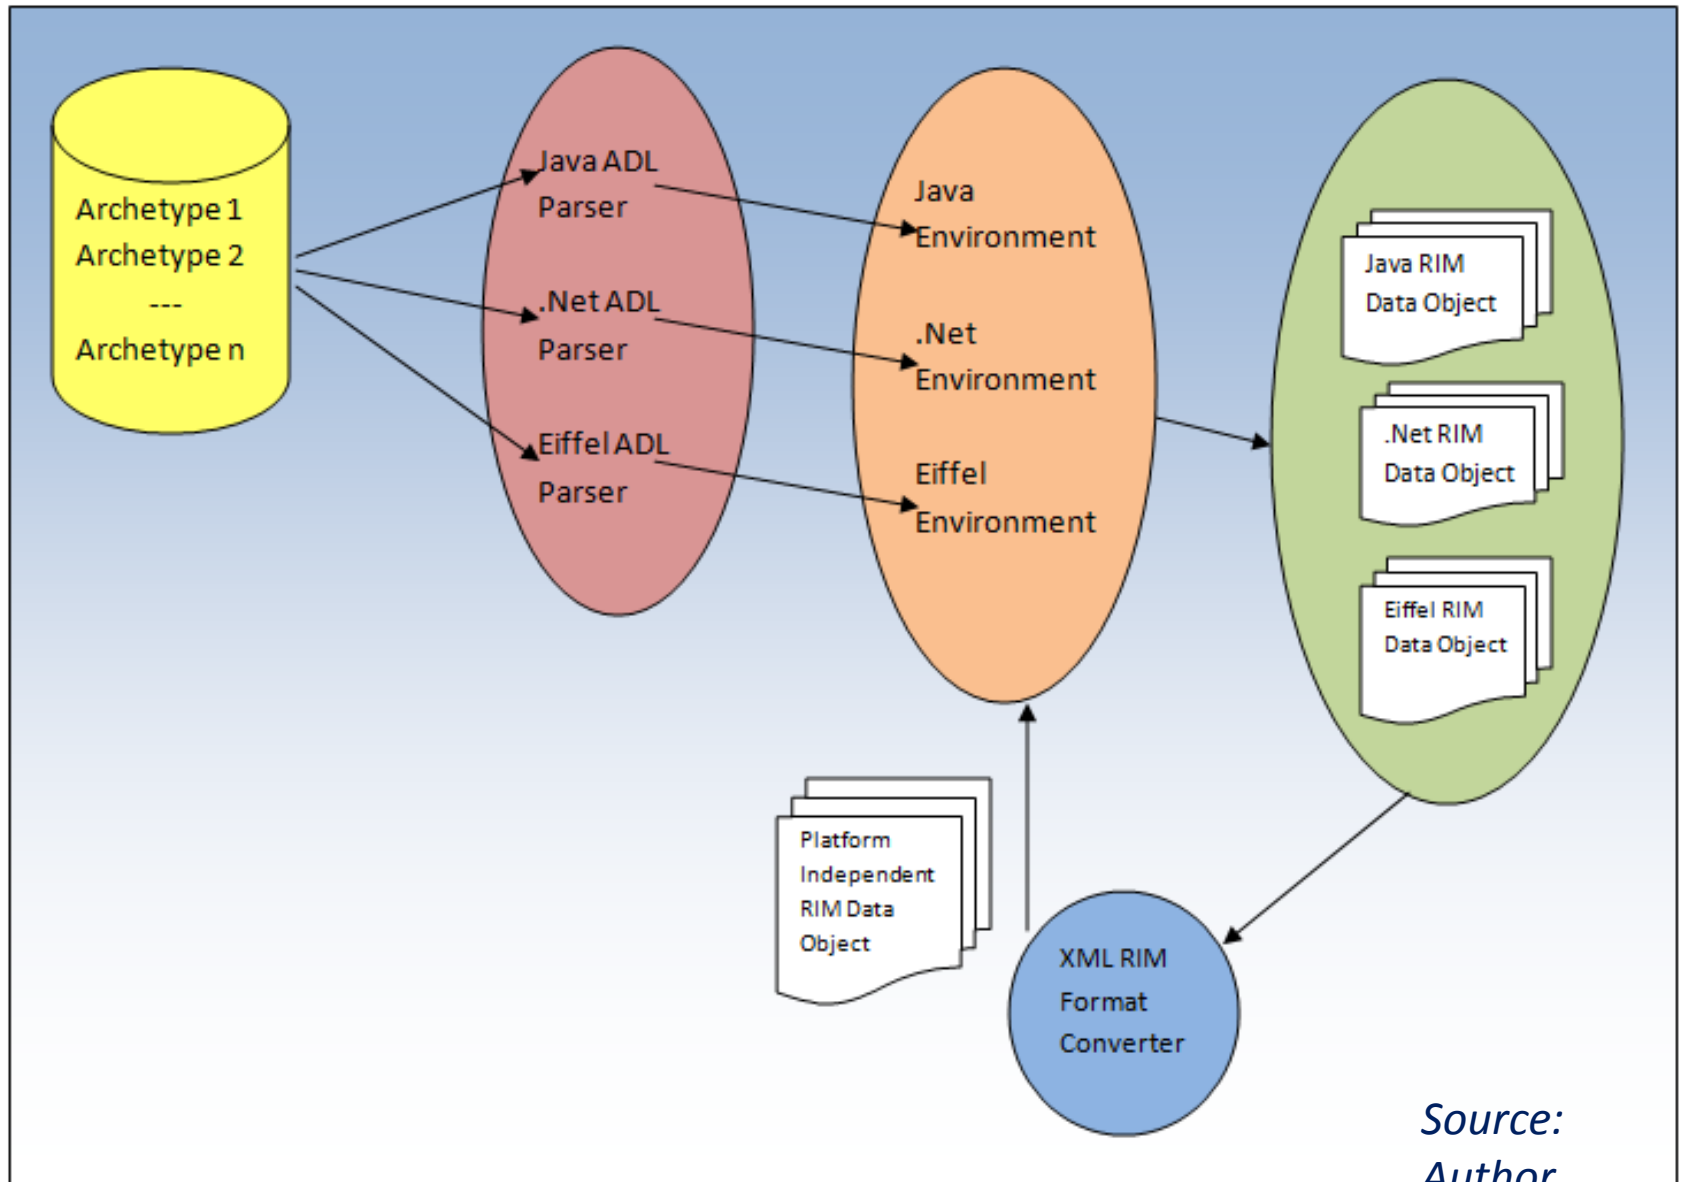 Archetype 1
Archetype 2
---
Archetype n
Java ADL
Parser
.Net ADL
Parser
Eiffel ADL
Parser
Java
Environment
.Net
Environment
Eiffel
Environment
Java RIM
Data Object
.Net RIM
Data Object
Eiffel RIM
Data Object
Platform
Independent
RIM Data
Object
XML RIM
Format
Converter
Source:
Author